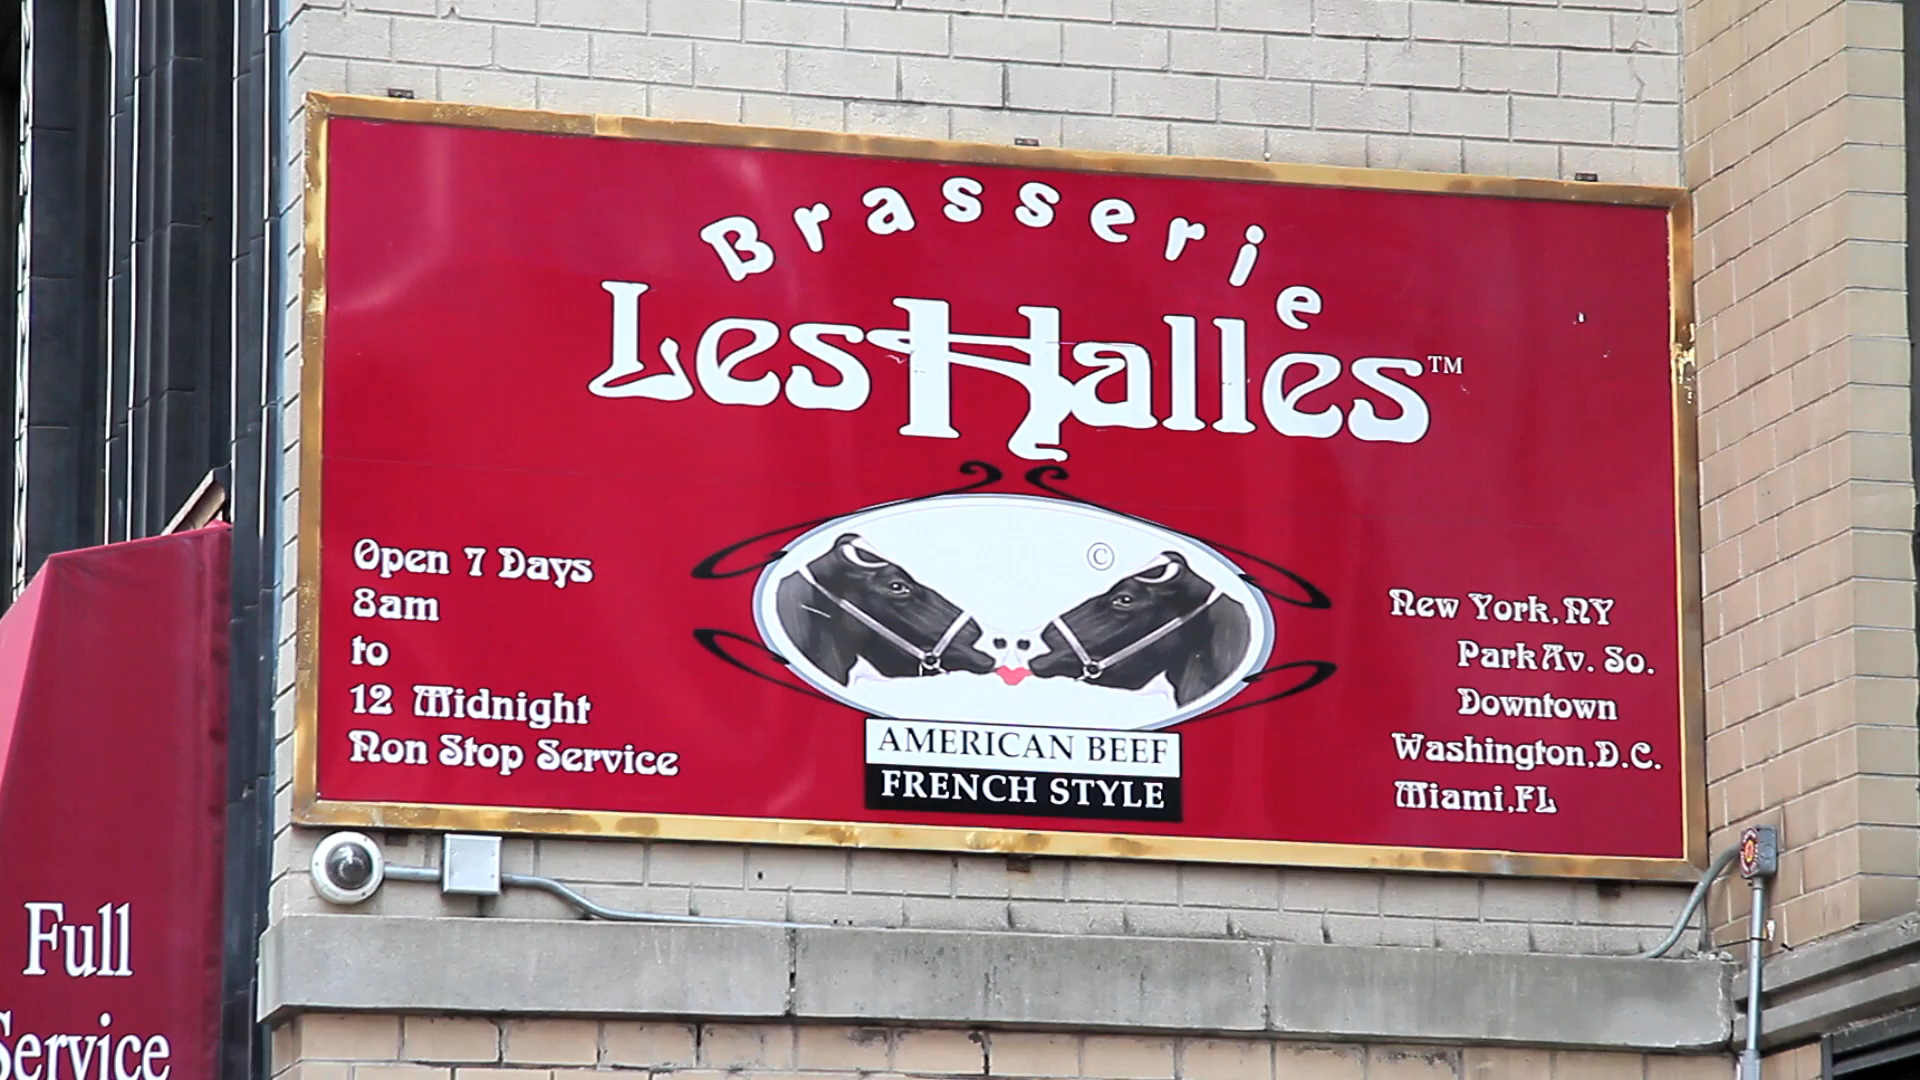 Brasserie
Les Halles™
©
Open 7 Days
8am
to
12 Midnight
Non Stop Service
AMERICAN BEEF
FRENCH STYLE
New York, NY
Park Av. So.
Downtown
Washington, D.C.
Miami, FL
Full
Service